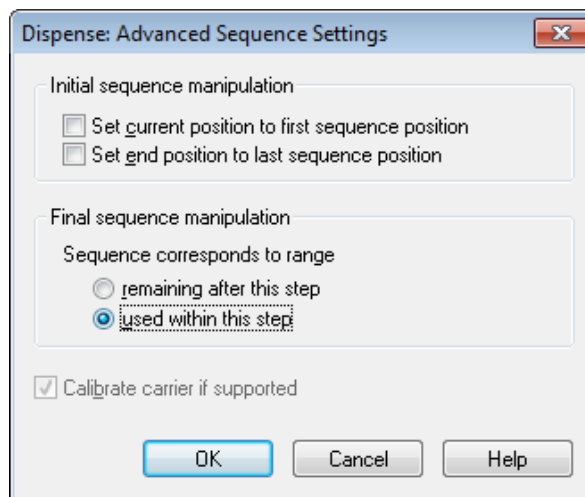 Dispense: Advanced Sequence Settings
Initial sequence manipulation
Set current position to first sequence position
Set end position to last sequence position
Final sequence manipulation
Sequence corresponds to range
remaining after this step
used within this step
Calibrate carrier if supported
OK Cancel Help